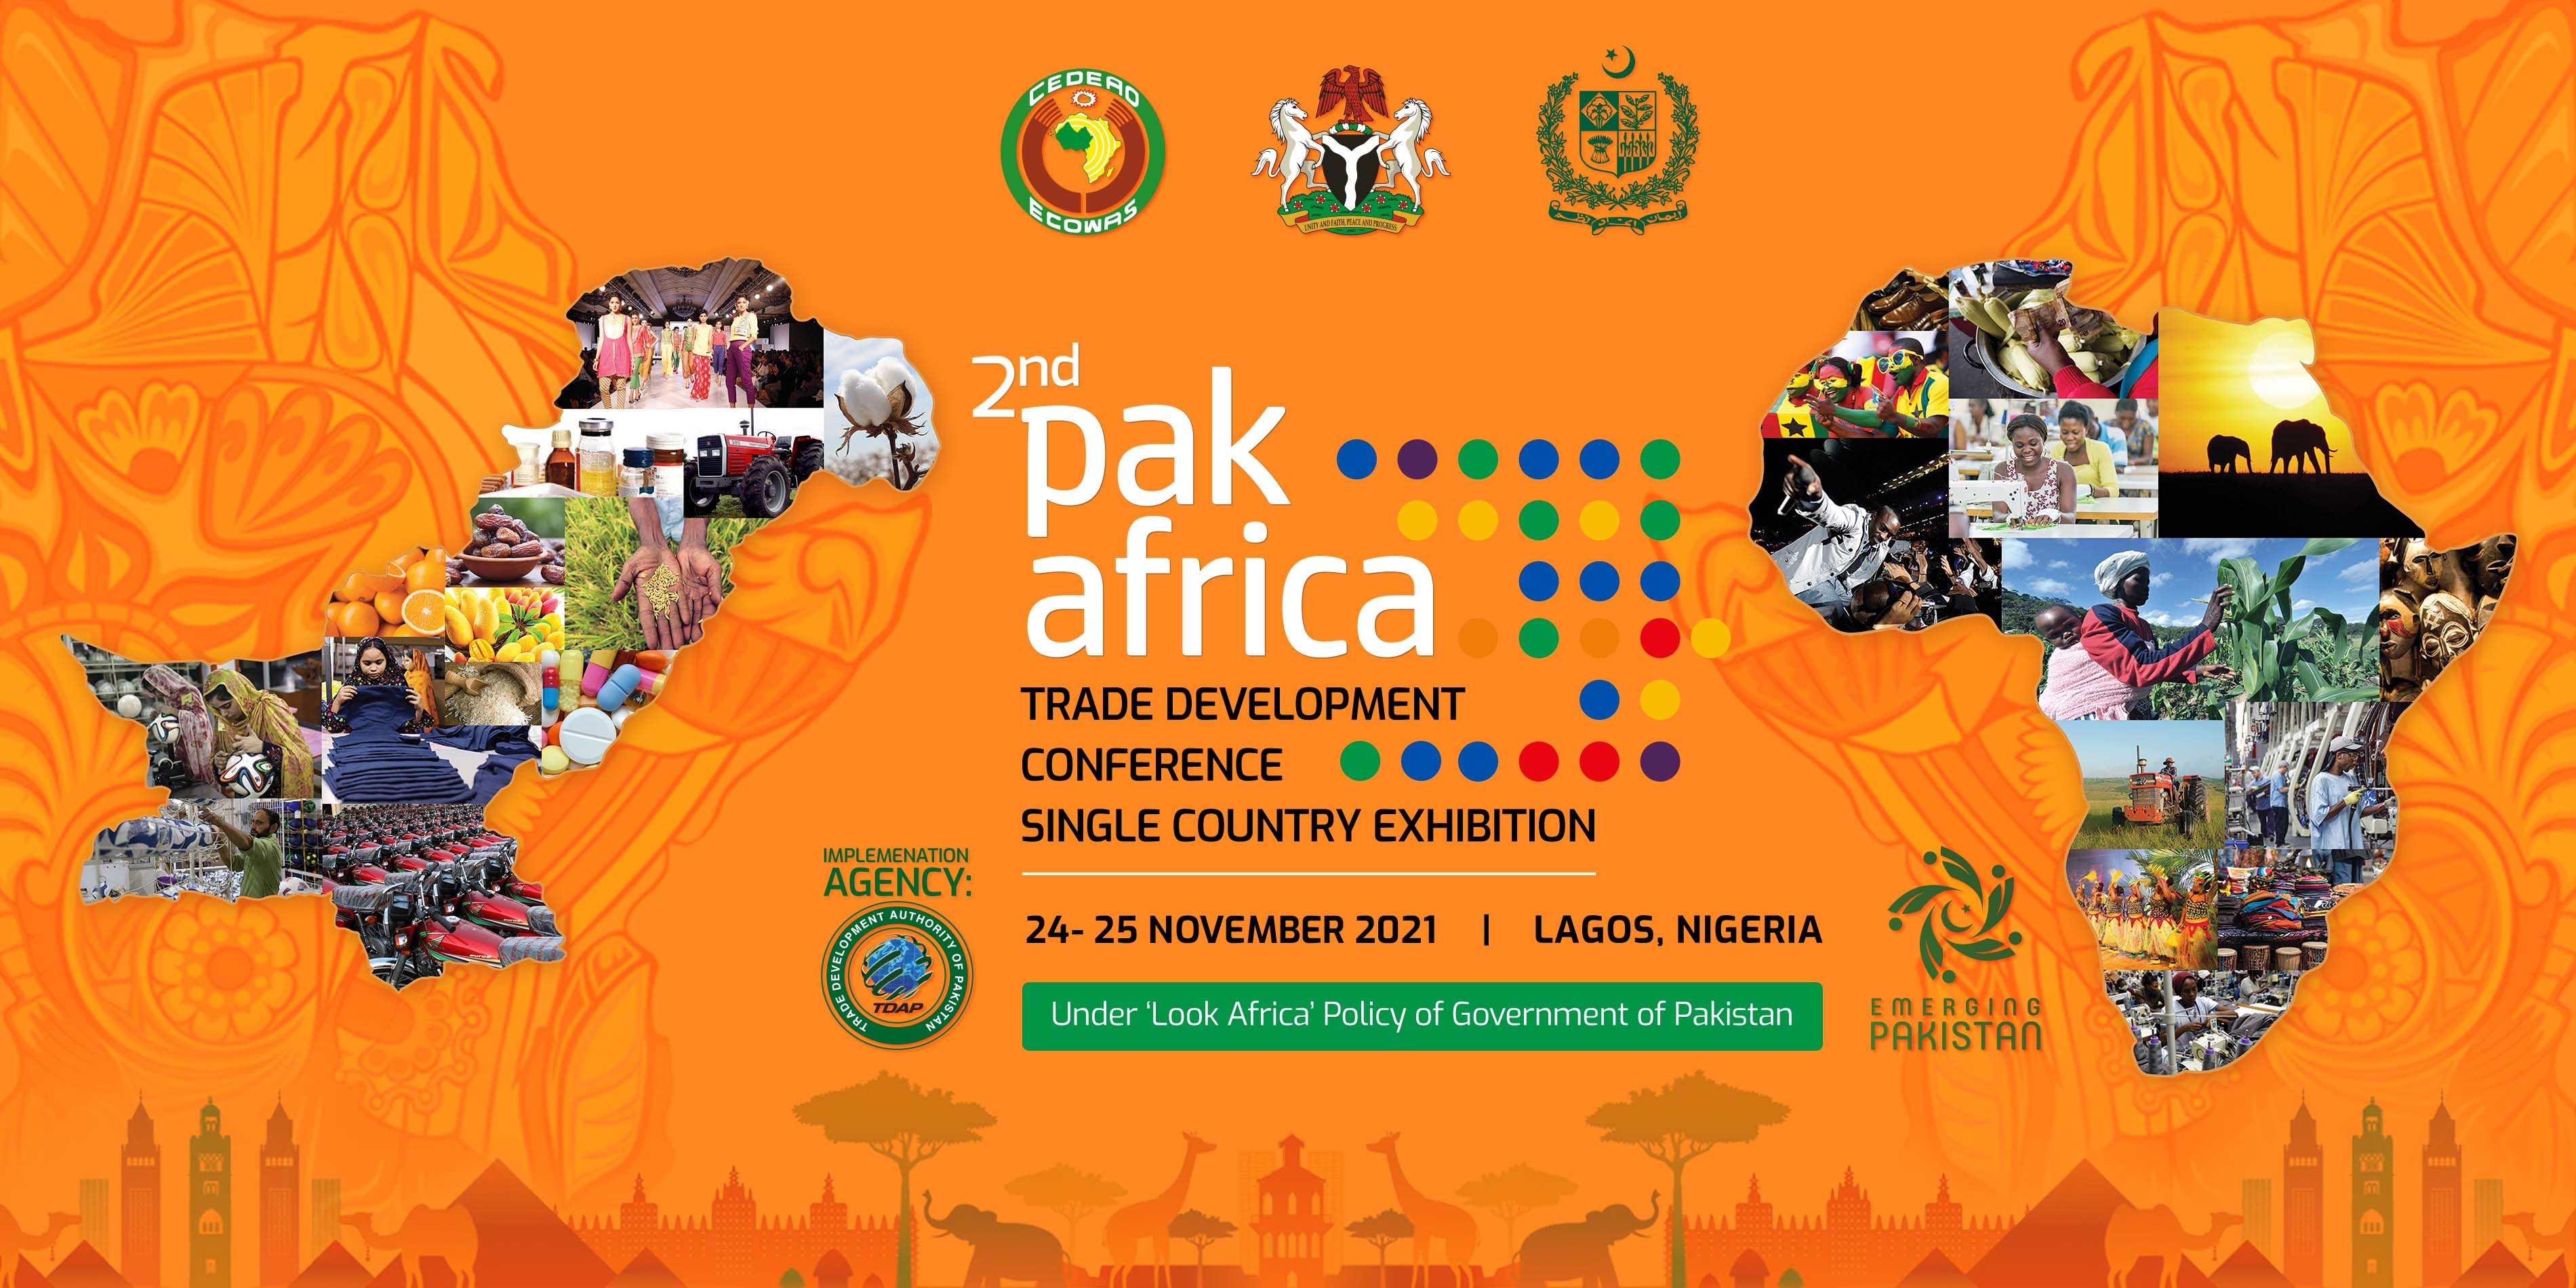 CEDEAO
ECOWAS
UNITY AND FAITH, PEACE AND PROGRESS
2nd
pak
africa
TRADE DEVELOPMENT
CONFERENCE
SINGLE COUNTRY EXHIBITION
IMPLEMENATION
AGENCY:
TRADE DEVELOPMENT AUTHORITY OF PAKISTAN
TDAP
24- 25 NOVEMBER 2021 | LAGOS, NIGERIA
Under ‘Look Africa’ Policy of Government of Pakistan
EMERGING
PAKISTAN